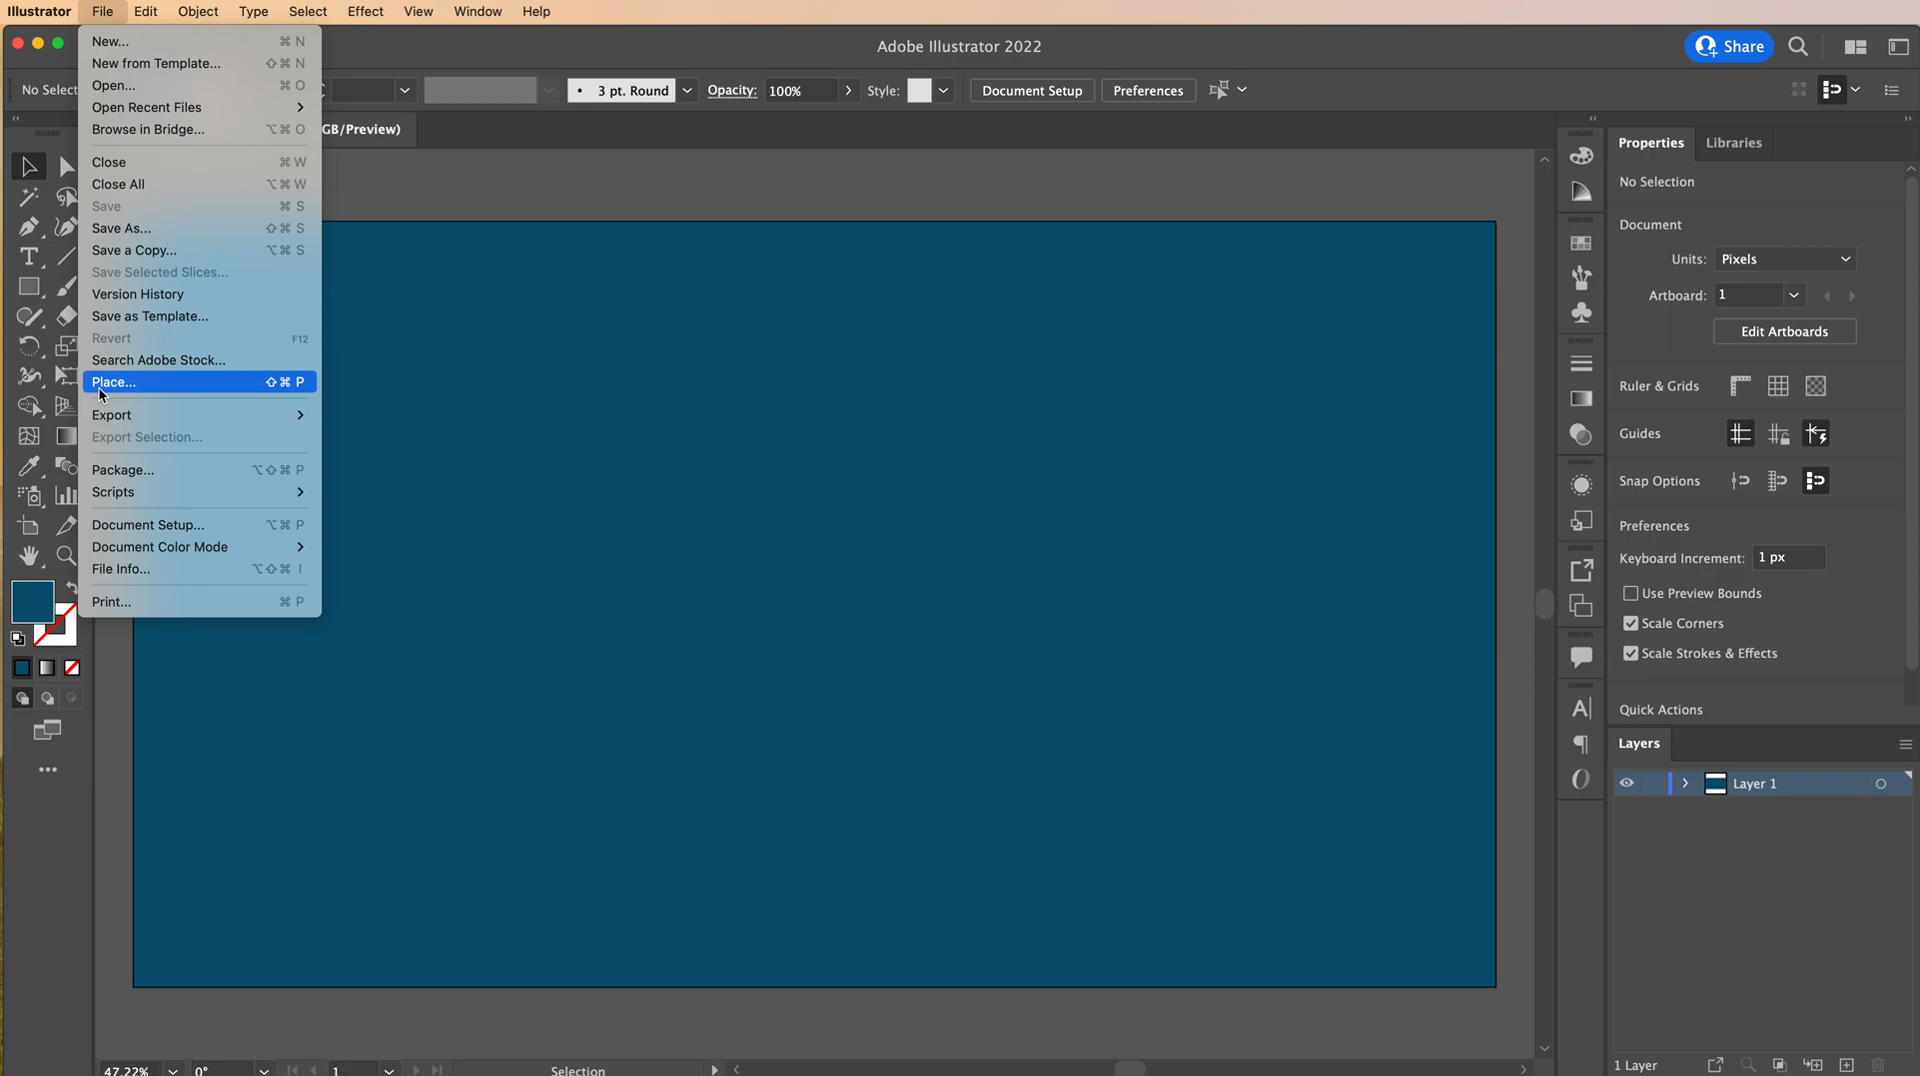 Illustrator File Edit Object Type Select Effect View Window Help
Adobe Illustrator 2022
Share
No Select
3 pt. Round
Opacity: 100%
Style:
Document Setup
Preferences
GB/Preview)
New... ⌘ N
New from Template... ⇧⌘ N
Open... ⌘ O
Open Recent Files
Browse in Bridge... ⌥⌘ O
Close ⌘ W
Close All ⌥⌘ W
Save ⌘ S
Save As... ⇧⌘ S
Save a Copy... ⌥⌘ S
Save Selected Slices...
Version History
Save as Template...
Revert F12
Search Adobe Stock...
Place... ⇧⌘ P
Export
Export Selection...
Package... ⌥⇧⌘ P
Scripts
Document Setup... ⌥⌘ P
Document Color Mode
File Info... ⌥⇧⌘ I
Print... ⌘ P
Properties Libraries
No Selection
Document
Units: Pixels
Artboard: 1
Edit Artboards
Ruler & Grids
Guides
Snap Options
Preferences
Keyboard Increment: 1 px
Use Preview Bounds
Scale Corners
Scale Strokes & Effects
Quick Actions
Layers
Layer 1
1 Layer
47.22% 0° 1 Selection